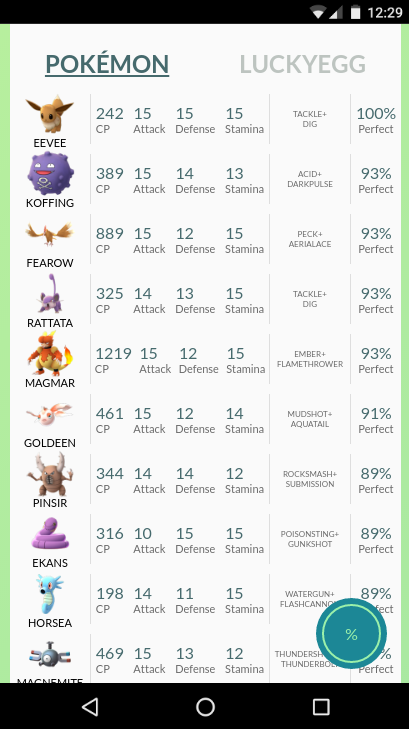 12:29
POKÉMON LUCKYEGG
242 15 15 15 TACKLE+ 100%
CP Attack Defense Stamina DIG Perfect
EEVEE
389 15 14 13 ACID+ 93%
CP Attack Defense Stamina DARKPULSE Perfect
KOFFING
889 15 12 15 PECK+ 93%
CP Attack Defense Stamina AERIALACE Perfect
FEAROW
325 14 13 15 TACKLE+ 93%
CP Attack Defense Stamina DIG Perfect
RATTATA
1219 15 12 15 EMBER+ 93%
CP Attack Defense Stamina FLAMETHROWER Perfect
MAGMAR
461 15 12 14 MUDSHOT+ 91%
CP Attack Defense Stamina AQUATAIL Perfect
GOLDEEN
344 14 14 12 ROCKSMASH+ 89%
CP Attack Defense Stamina SUBMISSION Perfect
PINSIR
316 10 15 15 POISONSTING+ 89%
CP Attack Defense Stamina GUNKSHOT Perfect
EKANS
198 14 11 15 WATERGUN+ 89%
CP Attack Defense Stamina FLASHCANNO
HORSEA
%
469 15 13 12 THUNDERSH
CP Attack Defense Stamina THUNDERBOL
MAGNEMITE